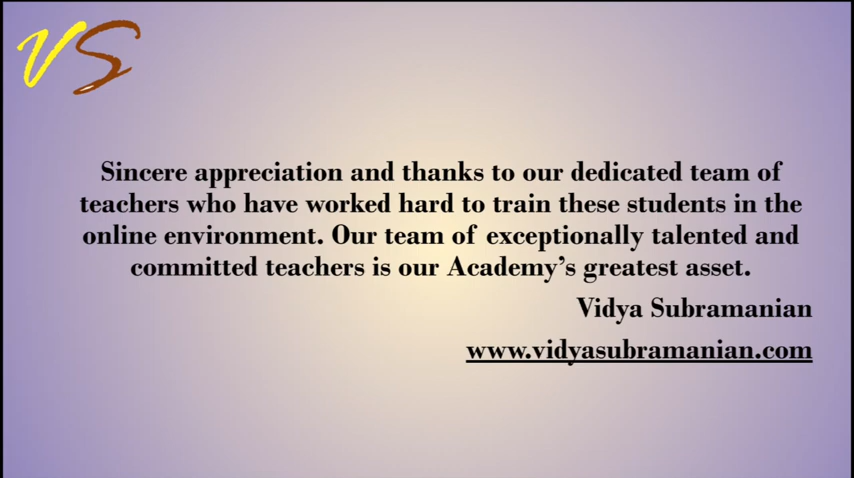 VS
Sincere appreciation and thanks to our dedicated team of
teachers who have worked hard to train these students in the
online environment. Our team of exceptionally talented and
committed teachers is our Academy’s greatest asset.
Vidya Subramanian
www.vidyasubramanian.com